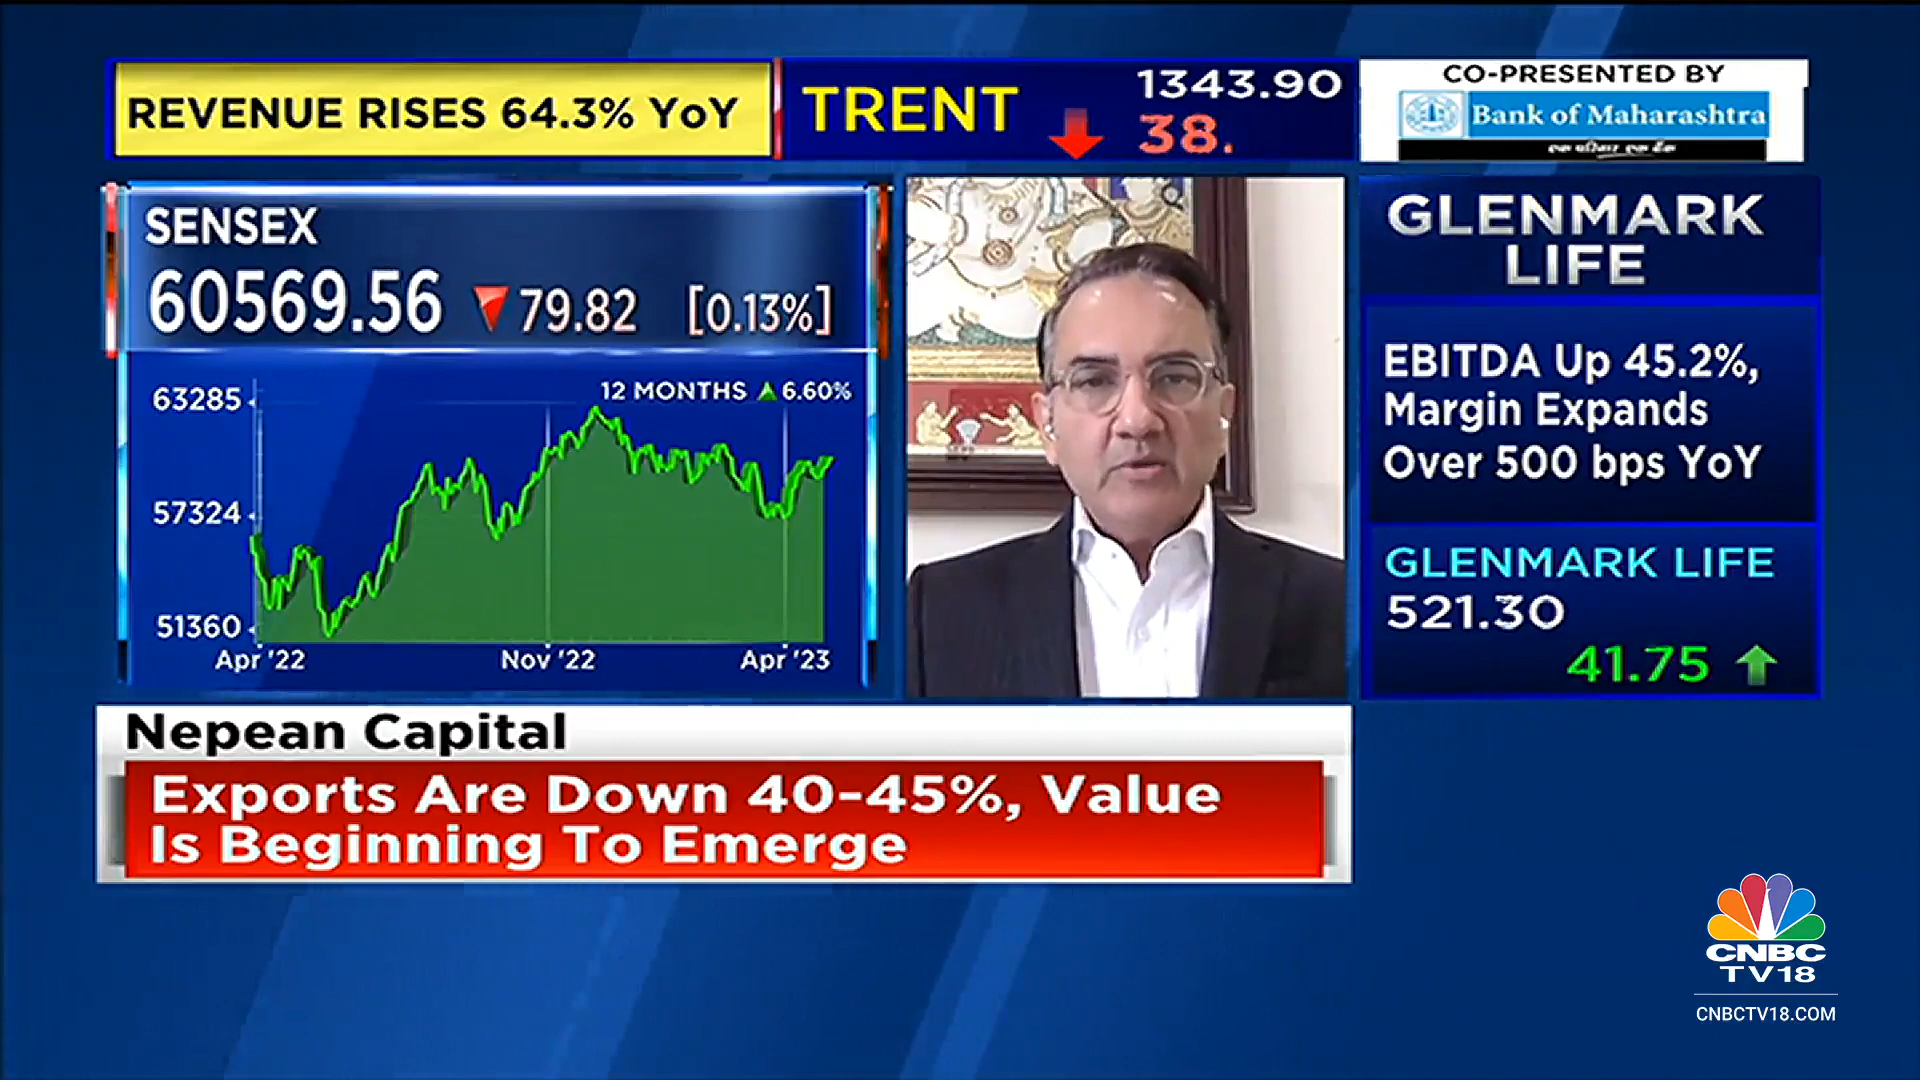 REVENUE RISES 64.3% YoY
TRENT
1343.90
38.
CO-PRESENTED BY
Bank of Maharashtra
एक परिवार एक बैंक
SENSEX
60569.56 79.82 [0.13%]
12 MONTHS 6.60%
63285
57324
51360
Apr '22 Nov '22 Apr '23
GLENMARK
LIFE
EBITDA Up 45.2%,
Margin Expands
Over 500 bps YoY
GLENMARK LIFE
521.30
41.75
Nepean Capital
Exports Are Down 40-45%, Value
Is Beginning To Emerge
CNBC
TV18
CNBCTV18.COM